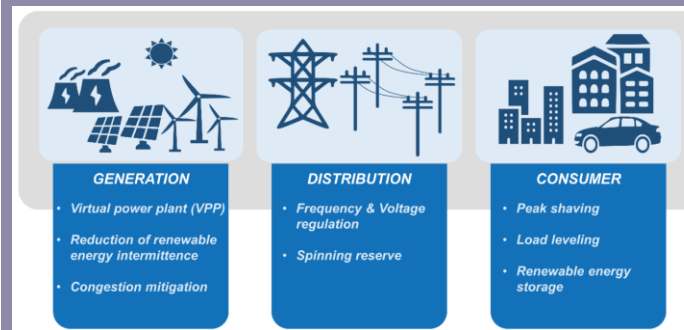 GENERATION
• Virtual power plant (VPP)
• Reduction of renewable
energy intermittence
• Congestion mitigation
DISTRIBUTION
• Frequency & Voltage
regulation
• Spinning reserve
CONSUMER
• Peak shaving
• Load leveling
• Renewable energy
storage